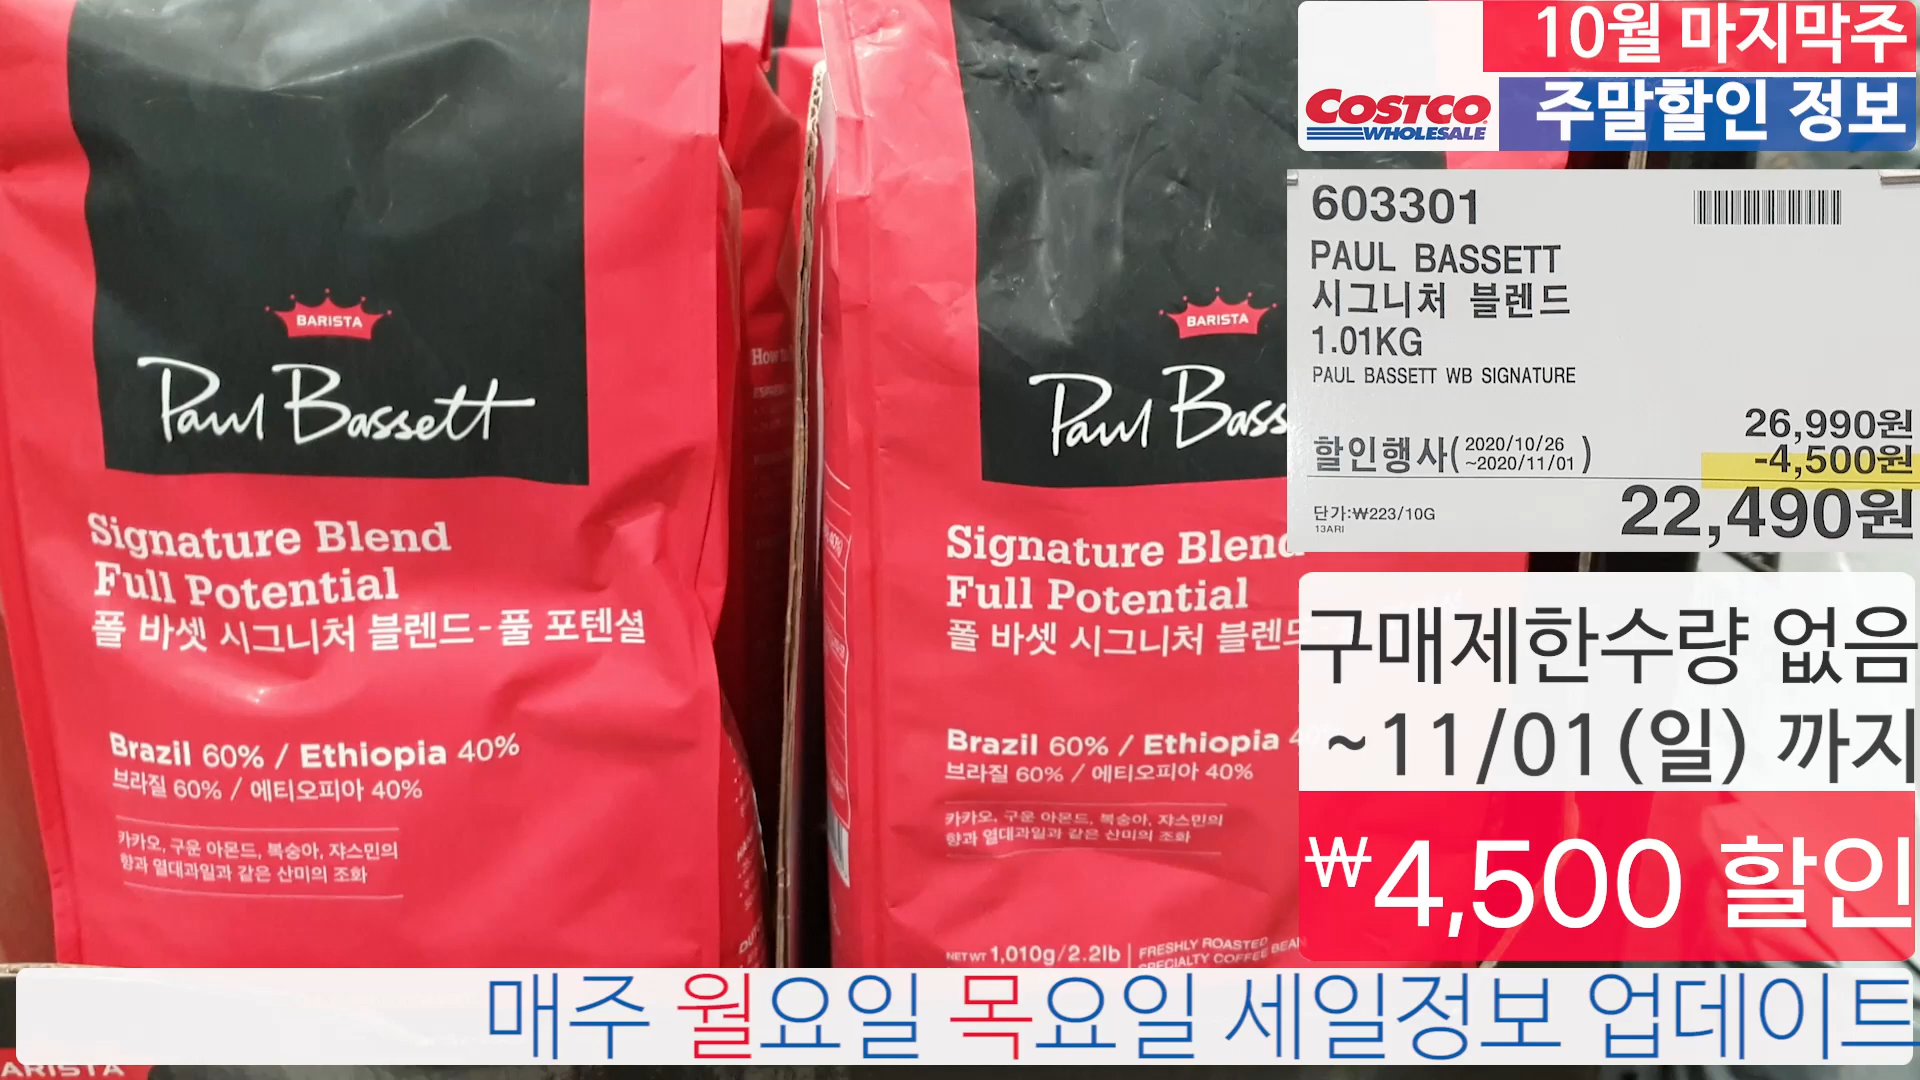 BARISTA
Paul Bassett
Signature Blend
Full Potential
폴 바셋 시그니처 블렌드-풀 포텐셜
Brazil 60% / Ethiopia 40%
브라질 60% / 에티오피아 40%
카카오, 구운 아몬드, 복숭아, 쟈스민의
향과 열대과일과 같은 산미의 조화
BARISTA
Paul Bass
Signature Blend
Full Potential
폴 바셋 시그니처 블렌드
Brazil 60% / Ethiopia
브라질 60% / 에티오피아 40%
카카오, 구운 아몬드, 복숭아, 쟈스민의
향과 열대과일과 같은 산미의 조화
NET WT 1,010g/2.2lb
FRESHLY ROASTED
SPECIALTY COFFEE BEAN
10월 마지막주
COSTCO
WHOLESALE
주말할인 정보
603301
PAUL BASSETT
시그니처 블렌드
1.01KG
PAUL BASSETT WB SIGNATURE
26,990원
할인행사(2020/10/26
~2020/11/01)
-4,500원
단가:₩223/10G
13ARI
22,490원
구매제한수량 없음
~11/01(일) 까지
₩4,500 할인
매주 월요일 목요일 세일정보 업데이트
ARISTA